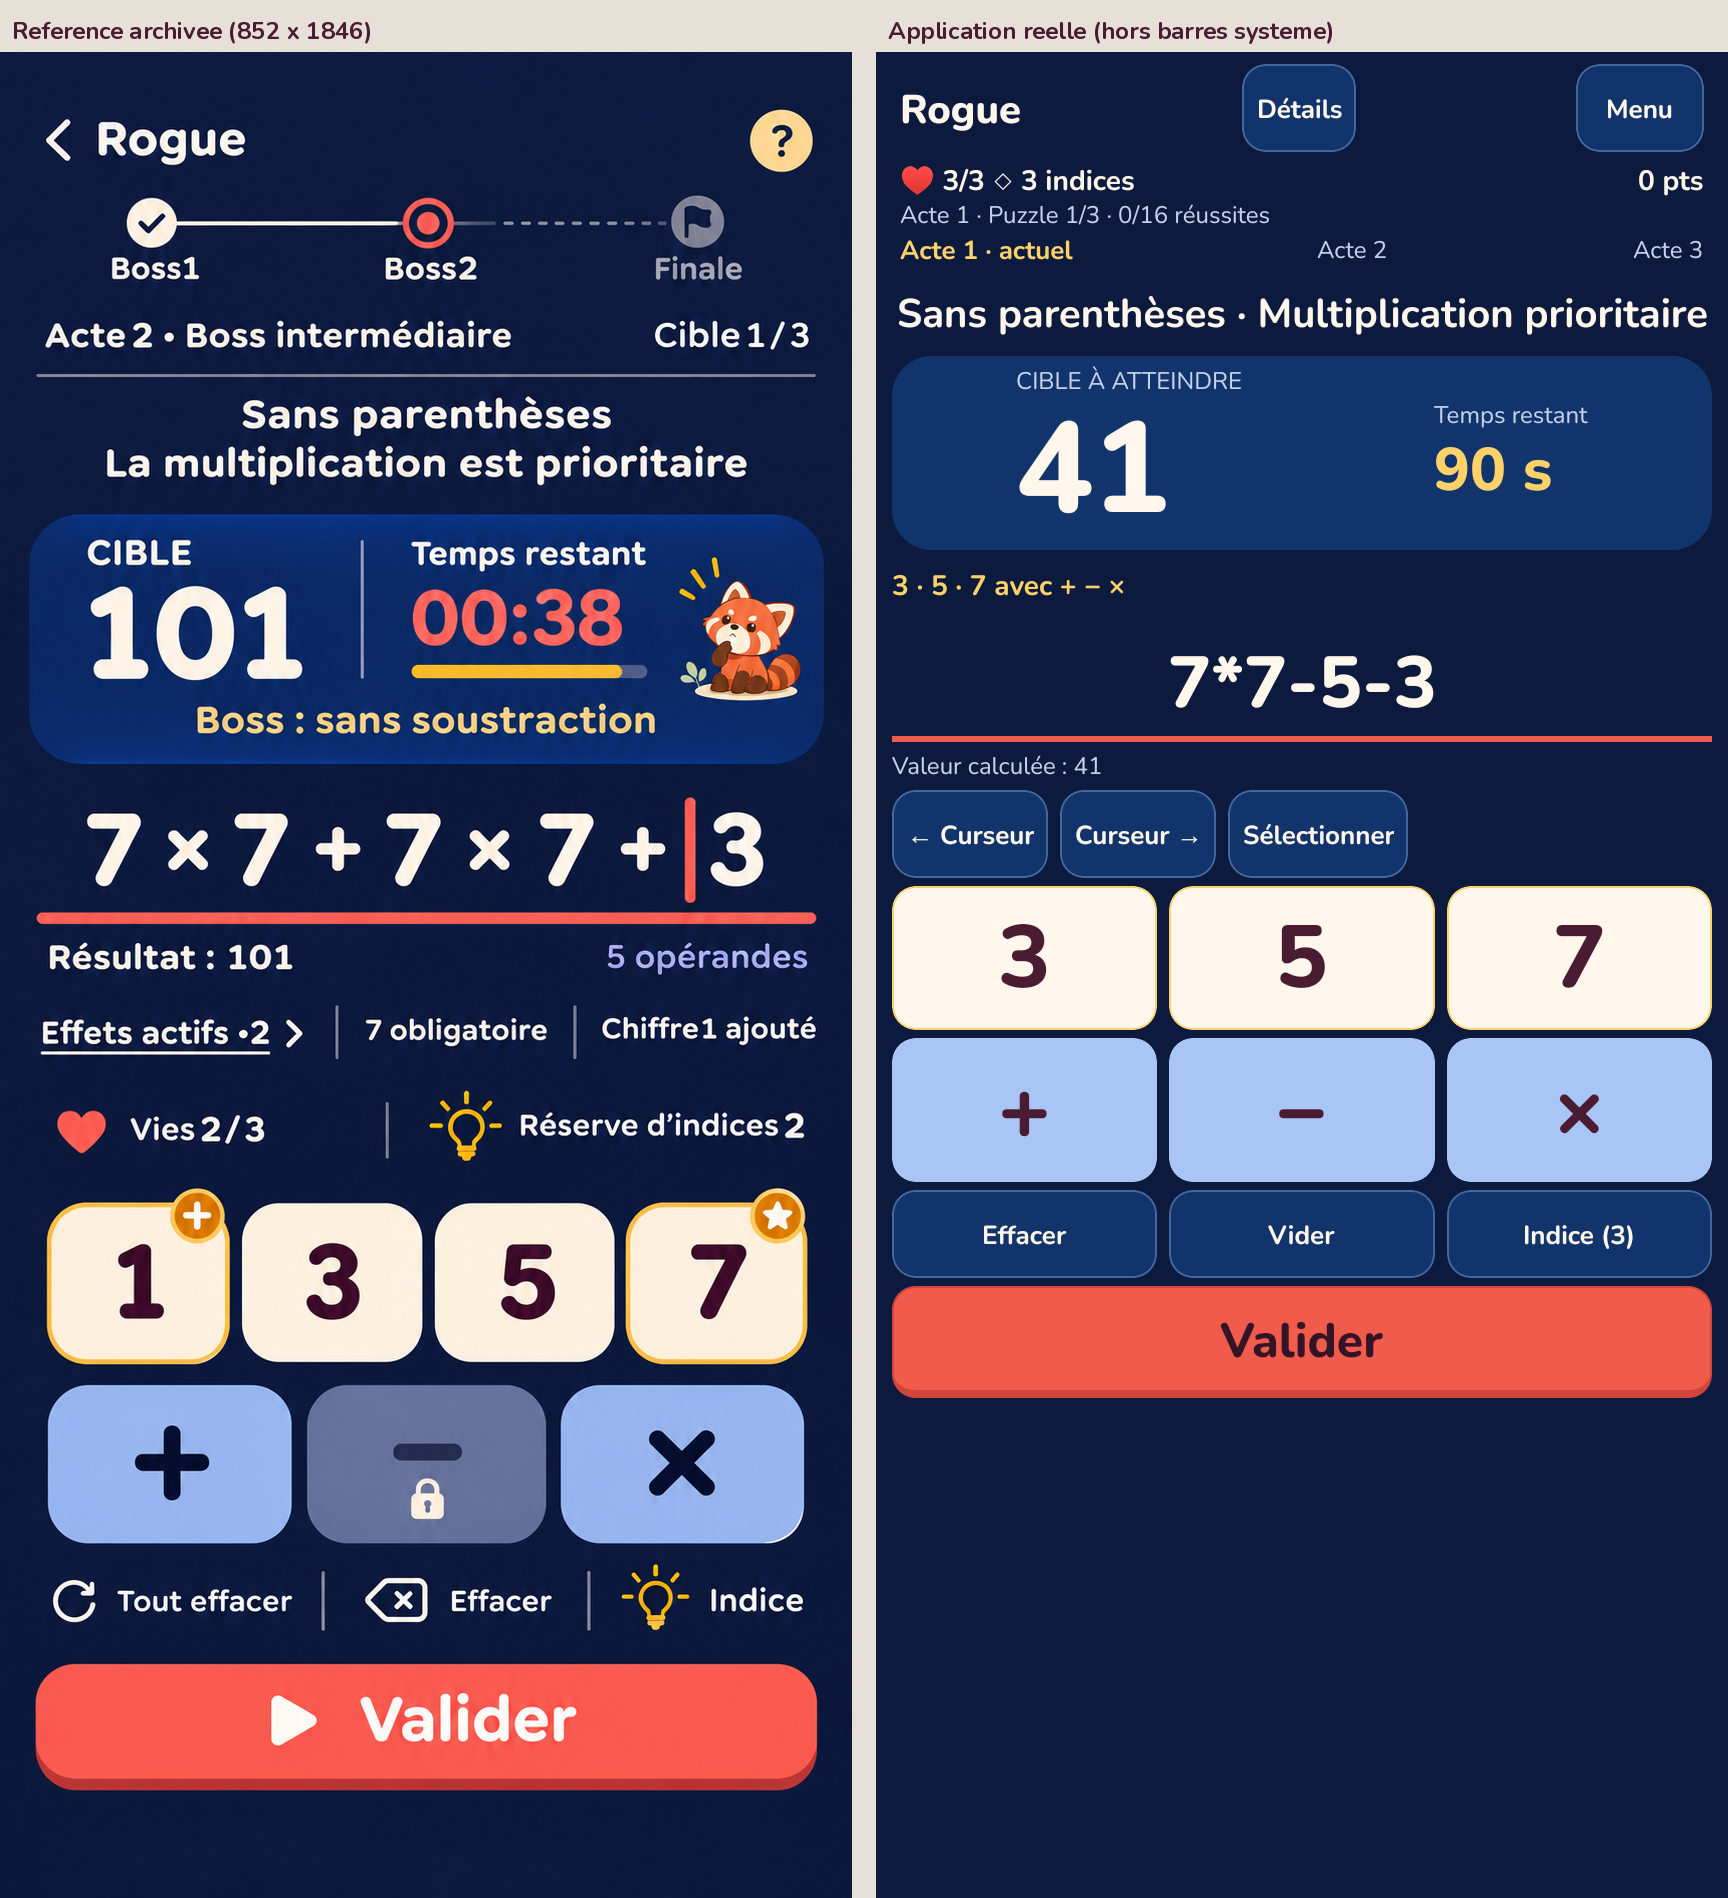 Reference archivee (852 x 1846)
Rogue
?
Boss1 Boss2 Finale
Acte 2 • Boss intermédiaire Cible 1/3
Sans parenthèses
La multiplication est prioritaire
CIBLE Temps restant
101 00:38
Boss : sans soustraction
7 × 7 + 7 × 7 + 3
Résultat : 101 5 opérandes
Effets actifs •2 7 obligatoire Chiffre 1 ajouté
Vies 2/3 Réserve d’indices 2
1 3 5 7
+ − ×
Tout effacer Effacer Indice
Valider
Application reelle (hors barres systeme)
Rogue Détails Menu
3/3 ◇ 3 indices 0 pts
Acte 1 · Puzzle 1/3 · 0/16 réussites
Acte 1 · actuel Acte 2 Acte 3
Sans parenthèses · Multiplication prioritaire
CIBLE À ATTEINDRE
Temps restant
41 90 s
3 · 5 · 7 avec + − ×
7*7-5-3
Valeur calculée : 41
← Curseur Curseur → Sélectionner
3 5 7
+ − ×
Effacer Vider Indice (3)
Valider